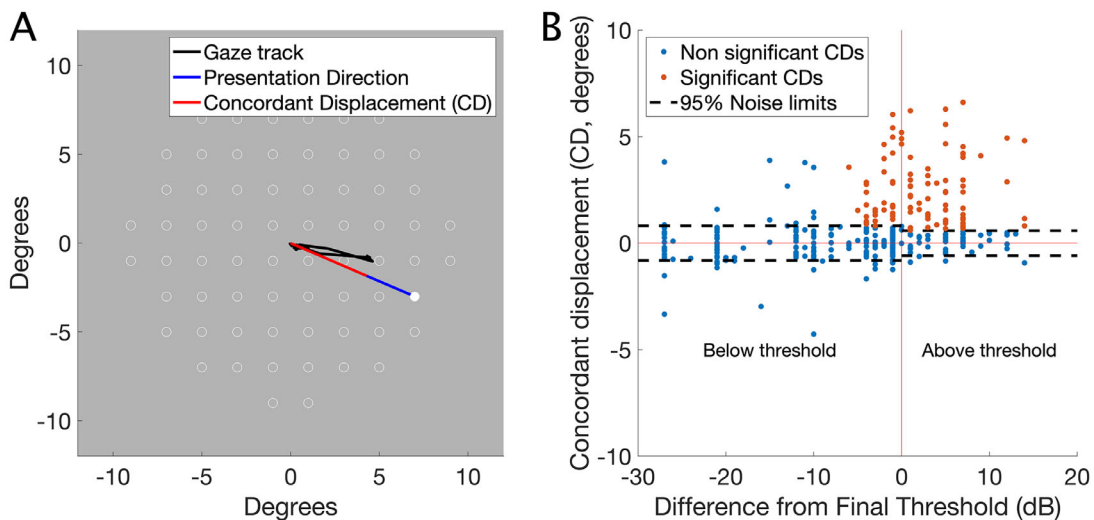 A
Gaze track
Presentation Direction
Concordant Displacement (CD)
10
5
0
-5
-10
Degrees
-10
-5
0
5
10
Degrees
B
Non significant CDs
Significant CDs
95% Noise limits
10
5
0
-5
-10
Concordant displacement (CD, degrees)
Below threshold
Above threshold
-30
-20
-10
0
10
20
Difference from Final Threshold (dB)